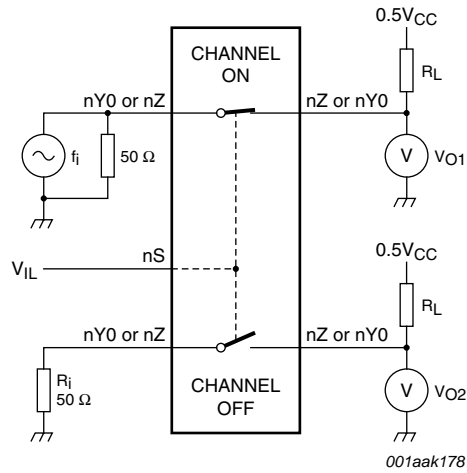 0.5VCC
CHANNEL
ON
RL
nY0 or nZ
nZ or nY0
fi
50 Ω
V
VO1
VIL
nS
0.5VCC
RL
nY0 or nZ
nZ or nY0
Ri
50 Ω
CHANNEL
OFF
V
VO2
001aak178